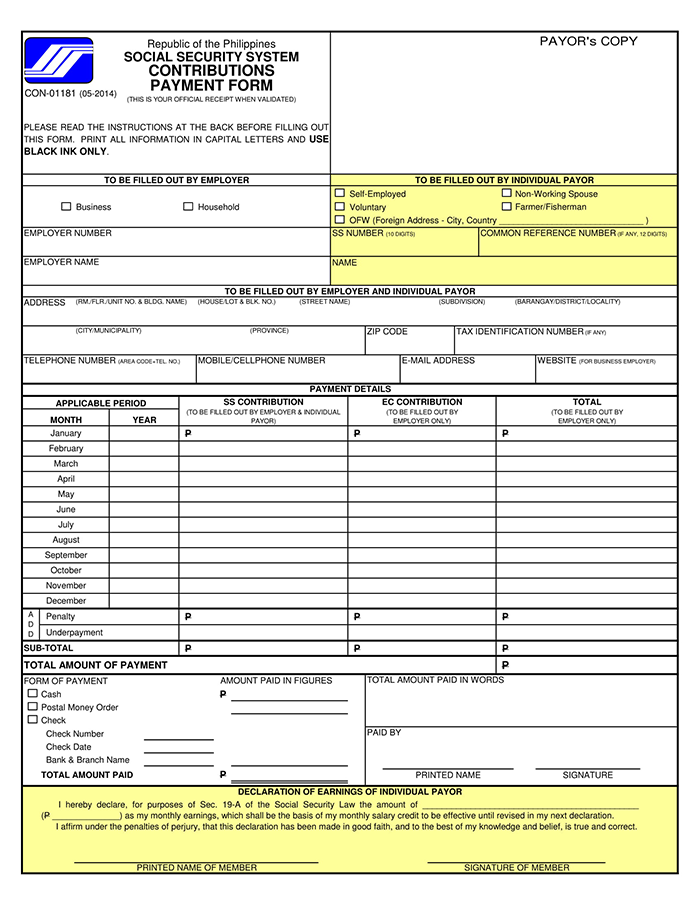 PAYOR's COPY
Republic of the Philippines
SOCIAL SECURITY SYSTEM
CONTRIBUTIONS
PAYMENT FORM
CON-01181 (05-2014)
(THIS IS YOUR OFFICIAL RECEIPT WHEN VALIDATED)
PLEASE READ THE INSTRUCTIONS AT THE BACK BEFORE FILLING OUT
THIS FORM. PRINT ALL INFORMATION IN CAPITAL LETTERS AND USE
BLACK INK ONLY.
TO BE FILLED OUT BY EMPLOYER
Business Household
EMPLOYER NUMBER
EMPLOYER NAME
TO BE FILLED OUT BY INDIVIDUAL PAYOR
Self-Employed Non-Working Spouse
Voluntary Farmer/Fisherman
OFW (Foreign Address - City, Country ______________________________ )
SS NUMBER (10 DIGITS) COMMON REFERENCE NUMBER (IF ANY, 12 DIGITS)
NAME
TO BE FILLED OUT BY EMPLOYER AND INDIVIDUAL PAYOR
ADDRESS (RM./FLR./UNIT NO. & BLDG. NAME) (HOUSE/LOT & BLK. NO.) (STREET NAME) (SUBDIVISION) (BARANGAY/DISTRICT/LOCALITY)
(CITY/MUNICIPALITY) (PROVINCE) ZIP CODE TAX IDENTIFICATION NUMBER (IF ANY)
TELEPHONE NUMBER (AREA CODE+TEL. NO.) MOBILE/CELLPHONE NUMBER E-MAIL ADDRESS WEBSITE (FOR BUSINESS EMPLOYER)
PAYMENT DETAILS
APPLICABLE PERIOD SS CONTRIBUTION EC CONTRIBUTION TOTAL
(TO BE FILLED OUT BY EMPLOYER & INDIVIDUAL PAYOR) (TO BE FILLED OUT BY EMPLOYER ONLY) (TO BE FILLED OUT BY EMPLOYER ONLY)
MONTH YEAR
January ₱ ₱ ₱
February
March
April
May
June
July
August
September
October
November
December
ADD Penalty ₱ ₱ ₱
Underpayment
SUB-TOTAL ₱ ₱ ₱
TOTAL AMOUNT OF PAYMENT ₱
FORM OF PAYMENT AMOUNT PAID IN FIGURES
Cash ₱
Postal Money Order
Check
Check Number
Check Date
Bank & Branch Name
TOTAL AMOUNT PAID ₱
TOTAL AMOUNT PAID IN WORDS
PAID BY
PRINTED NAME SIGNATURE
DECLARATION OF EARNINGS OF INDIVIDUAL PAYOR
I hereby declare, for purposes of Sec. 19-A of the Social Security Law the amount of ______________________________
(₱ ______________) as my monthly earnings, which shall be the basis of my monthly salary credit to be effective until revised in my next declaration.
I affirm under the penalties of perjury, that this declaration has been made in good faith, and to the best of my knowledge and belief, is true and correct.
PRINTED NAME OF MEMBER SIGNATURE OF MEMBER